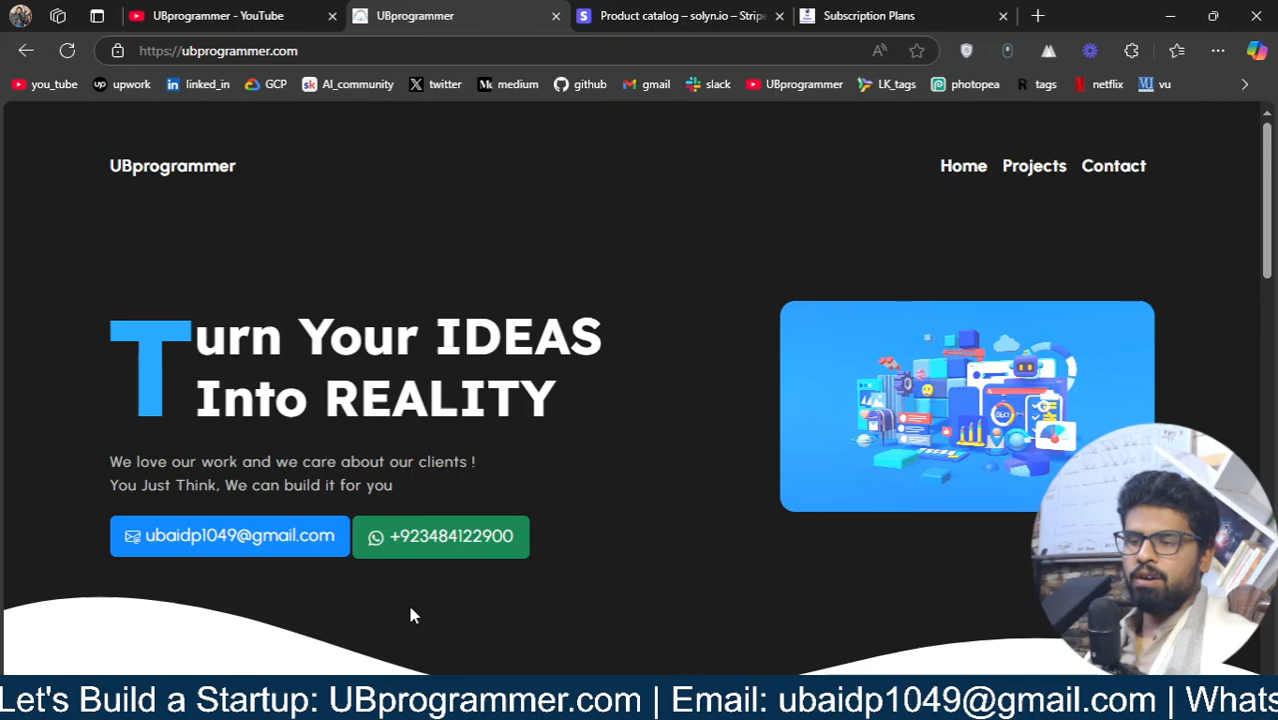 UBprogrammer - YouTube
UBprogrammer
Product catalog – solyn.io – Stripe
Subscription Plans
https://ubprogrammer.com
you_tube
upwork
linked_in
GCP
AI_community
twitter
medium
github
gmail
slack
UBprogrammer
LK_tags
photopea
tags
netflix
vu
UBprogrammer
Home
Projects
Contact
Turn Your IDEAS
Into REALITY
We love our work and we care about our clients !
You Just Think, We can build it for you
ubaidp1049@gmail.com
+923484122900
SEO
Let's Build a Startup: UBprogrammer.com | Email: ubaidp1049@gmail.com | Whats